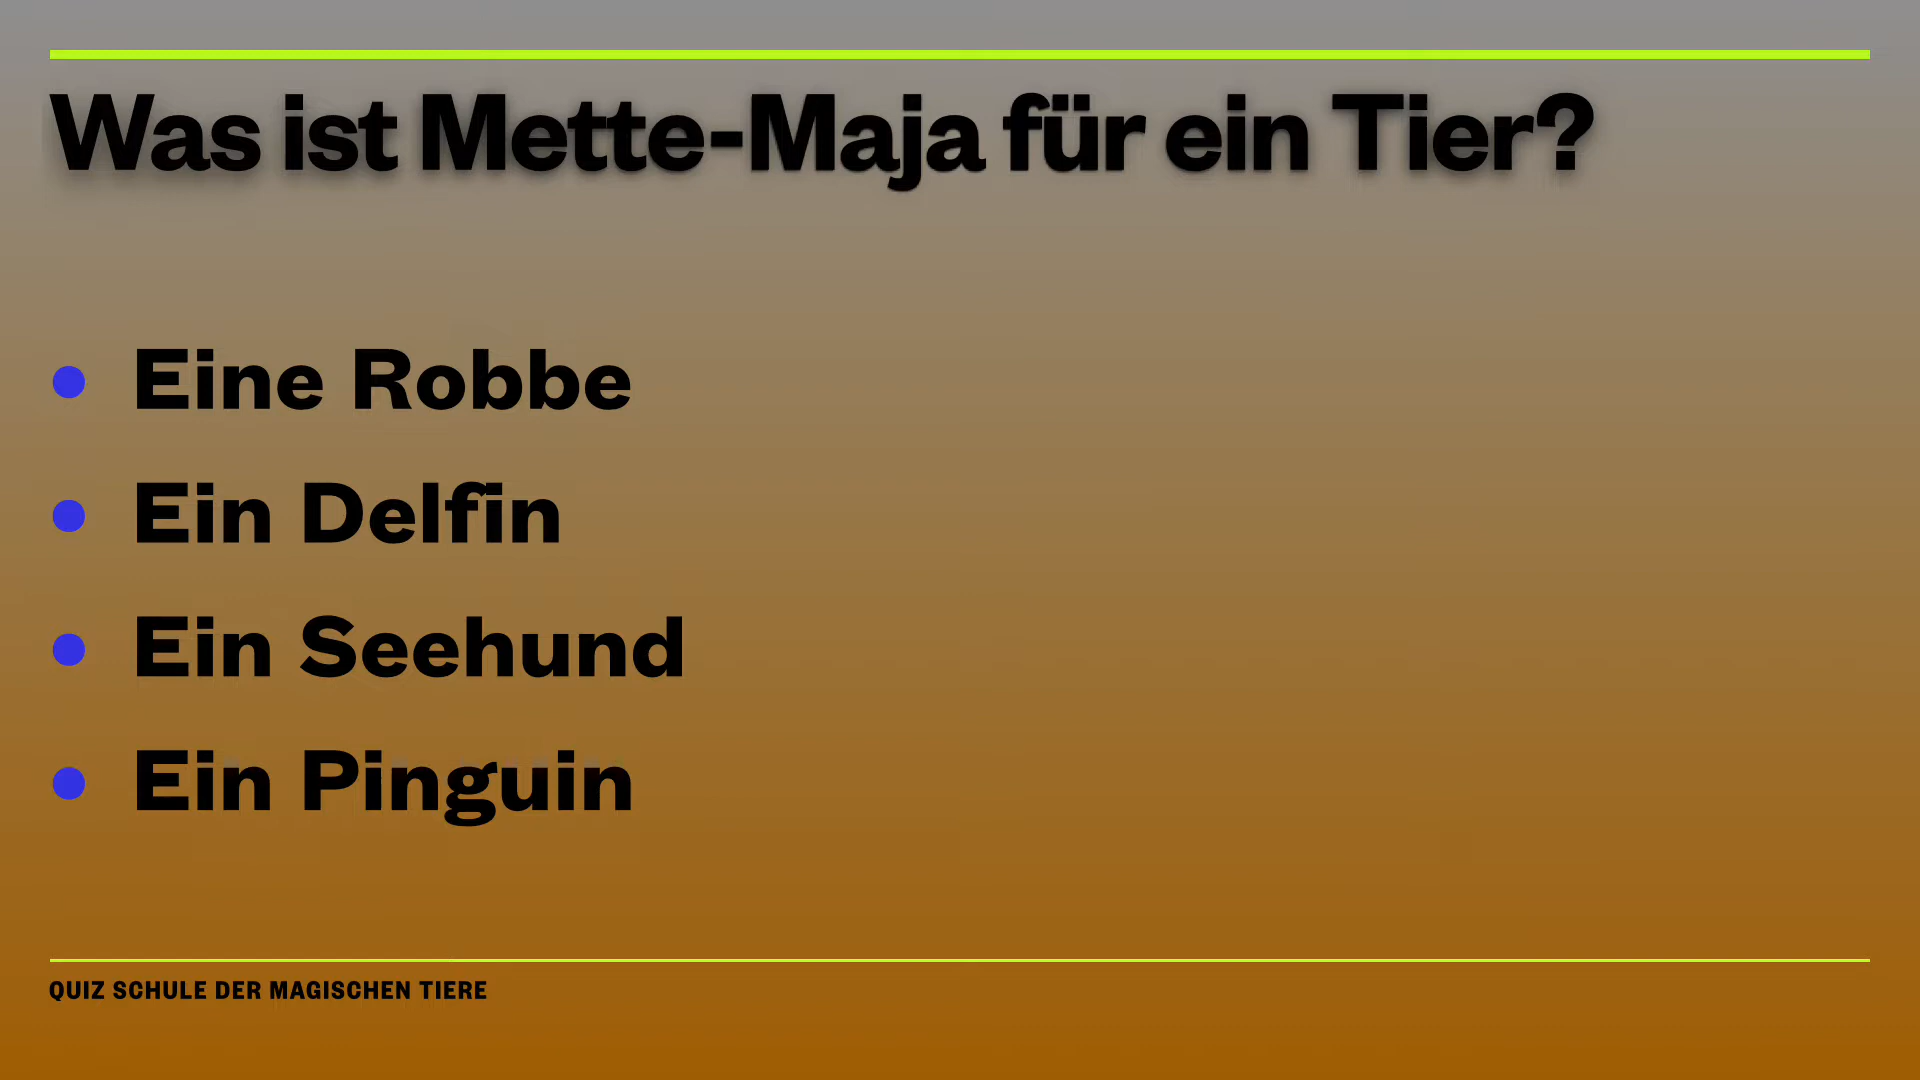 Was ist Mette-Maja für ein Tier?
Eine Robbe
Ein Delfin
Ein Seehund
Ein Pinguin
QUIZ SCHULE DER MAGISCHEN TIERE